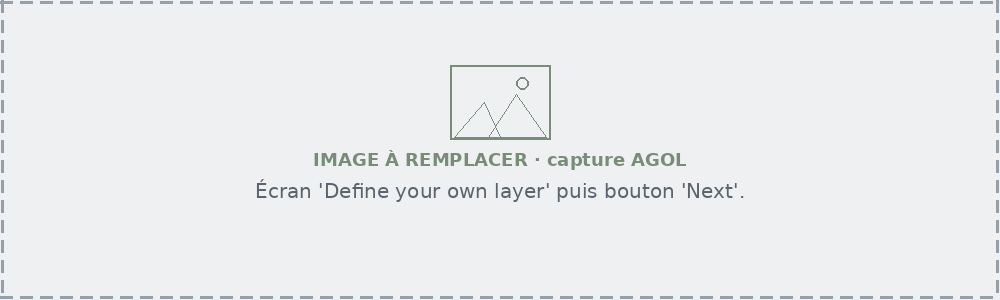 IMAGE À REMPLACER · capture AGOL
Écran 'Define your own layer' puis bouton 'Next'.